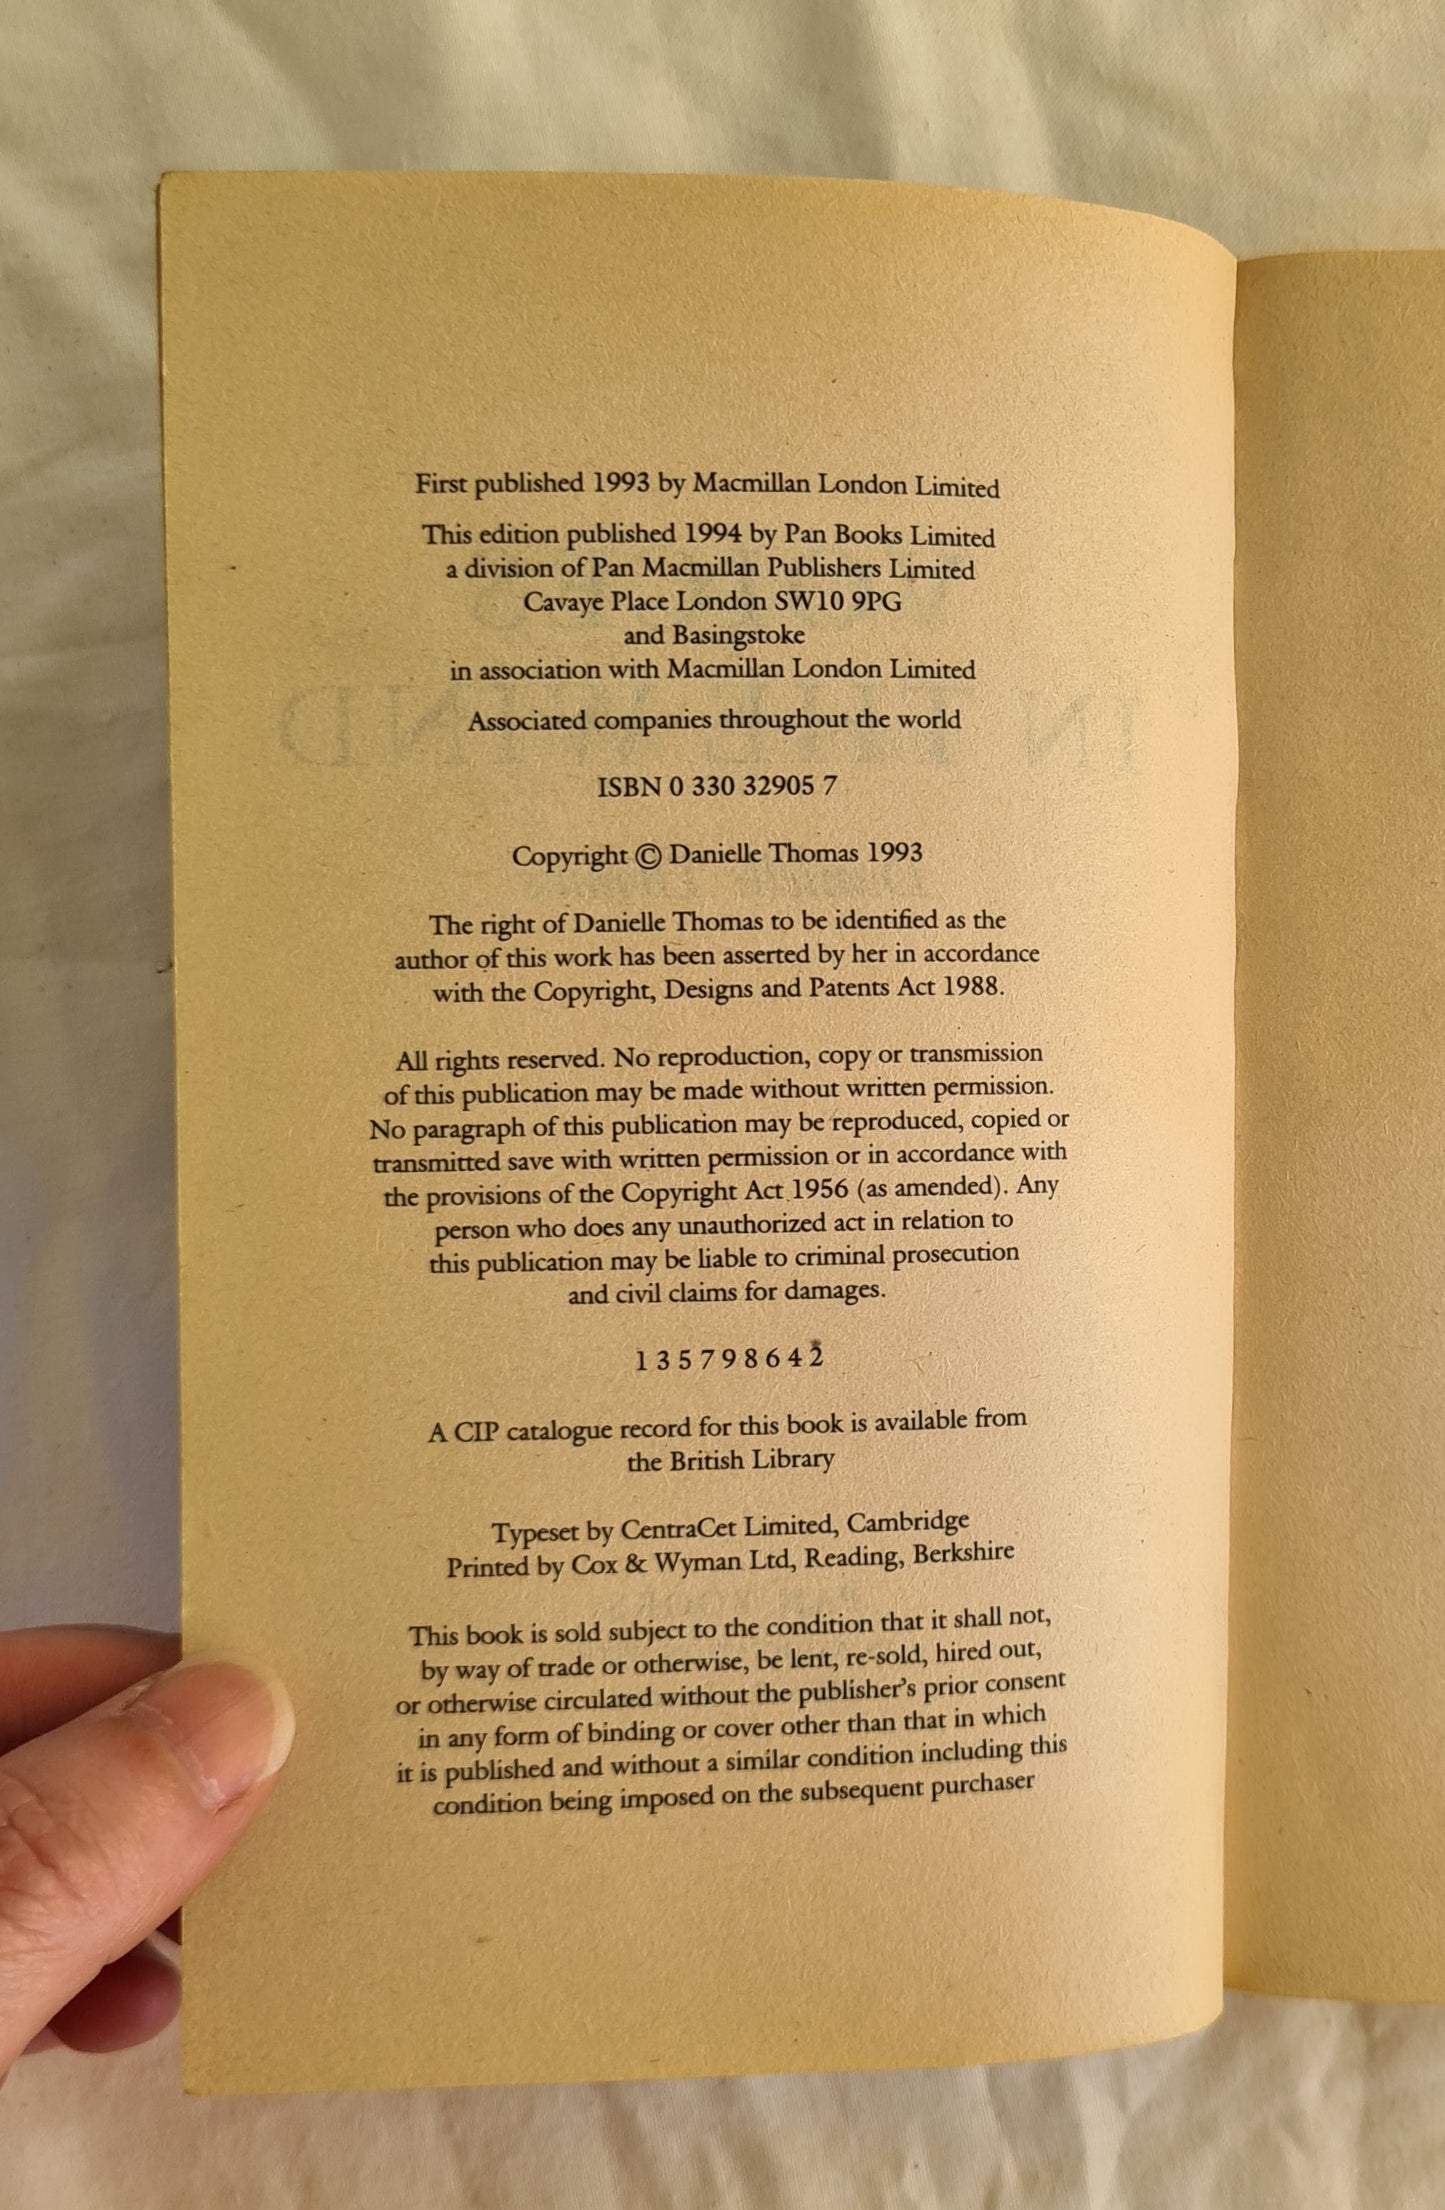 First published 1993 by Macmillan London Limited
This edition published 1994 by Pan Books Limited
a division of Pan Macmillan Publishers Limited
Cavaye Place London SW10 9PG
and Basingstoke
in association with Macmillan London Limited
Associated companies throughout the world
ISBN 0 330 32905 7
Copyright © Danielle Thomas 1993
The right of Danielle Thomas to be identified as the
author of this work has been asserted by her in accordance
with the Copyright, Designs and Patents Act 1988.
All rights reserved. No reproduction, copy or transmission
of this publication may be made without written permission.
No paragraph of this publication may be reproduced, copied or
transmitted save with written permission or in accordance with
the provisions of the Copyright Act 1956 (as amended). Any
person who does any unauthorized act in relation to
this publication may be liable to criminal prosecution
and civil claims for damages.
1 3 5 7 9 8 6 4 2
A CIP catalogue record for this book is available from
the British Library
Typeset by CentraCet Limited, Cambridge
Printed by Cox & Wyman Ltd, Reading, Berkshire
This book is sold subject to the condition that it shall not,
by way of trade or otherwise, be lent, re-sold, hired out,
or otherwise circulated without the publisher's prior consent
in any form of binding or cover other than that in which
it is published and without a similar condition including this
condition being imposed on the subsequent purchaser